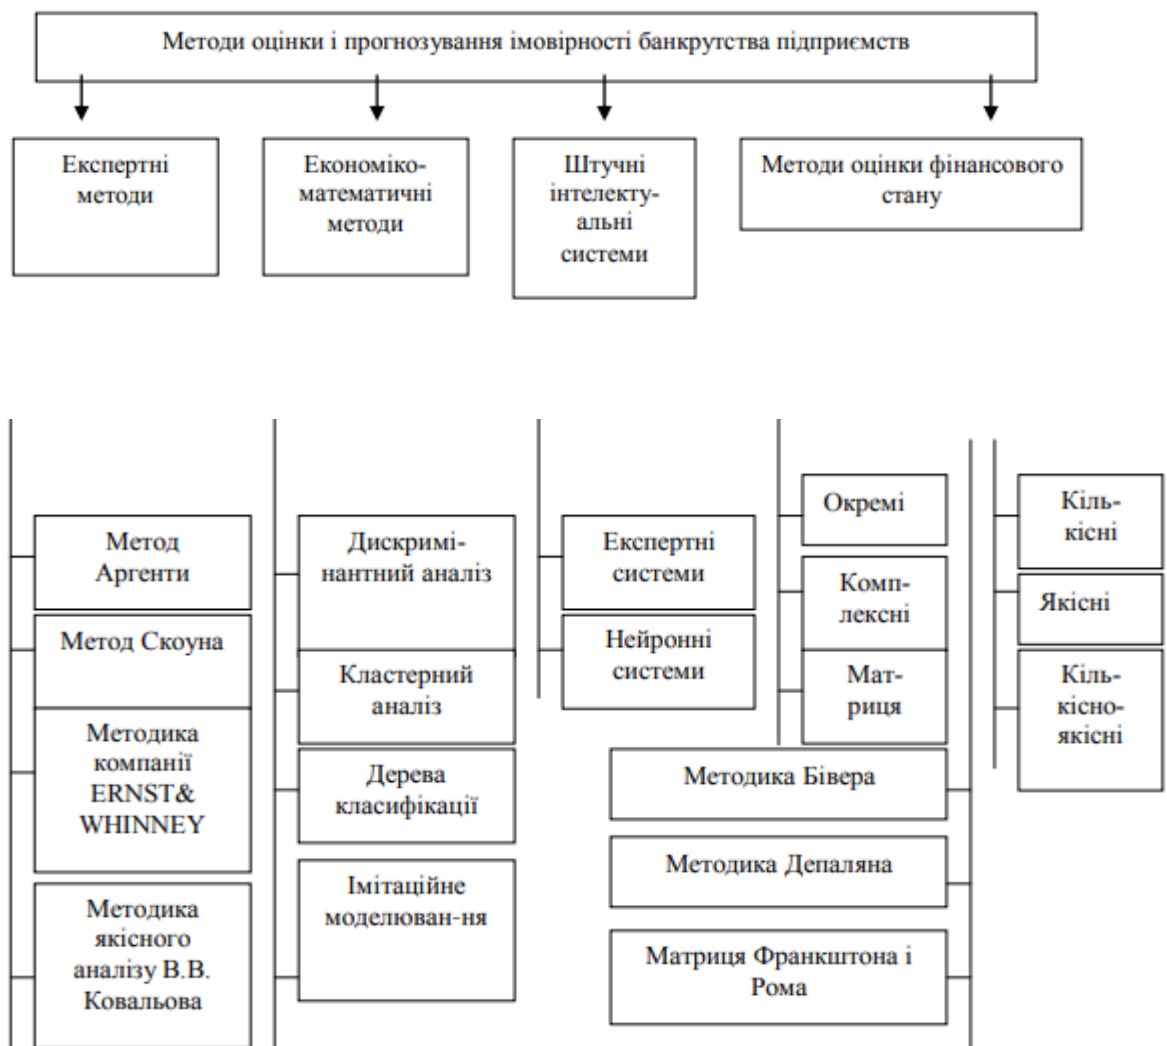 Методи оцінки і прогнозування імовірності банкрутства підприємств
Експертні
методи
Економіко-
математичні
методи
Штучні
інтелекту-
альні
системи
Методи оцінки фінансового
стану
Метод
Аргенти
Метод Скоуна
Методика
компанії
ERNST&
WHINNEY
Методика
якісного
аналізу В.В.
Ковальова
Дискримі-
нантний аналіз
Кластерний
аналіз
Дерева
класифікації
Імітаційне
моделюван-ня
Експертні
системи
Нейронні
системи
Окремі
Комп-
лексні
Мат-
риця
Методика Бівера
Методика Депаляна
Матриця Франкштона і
Рома
Кіль-
кісні
Якісні
Кіль-
кісно-
якісні